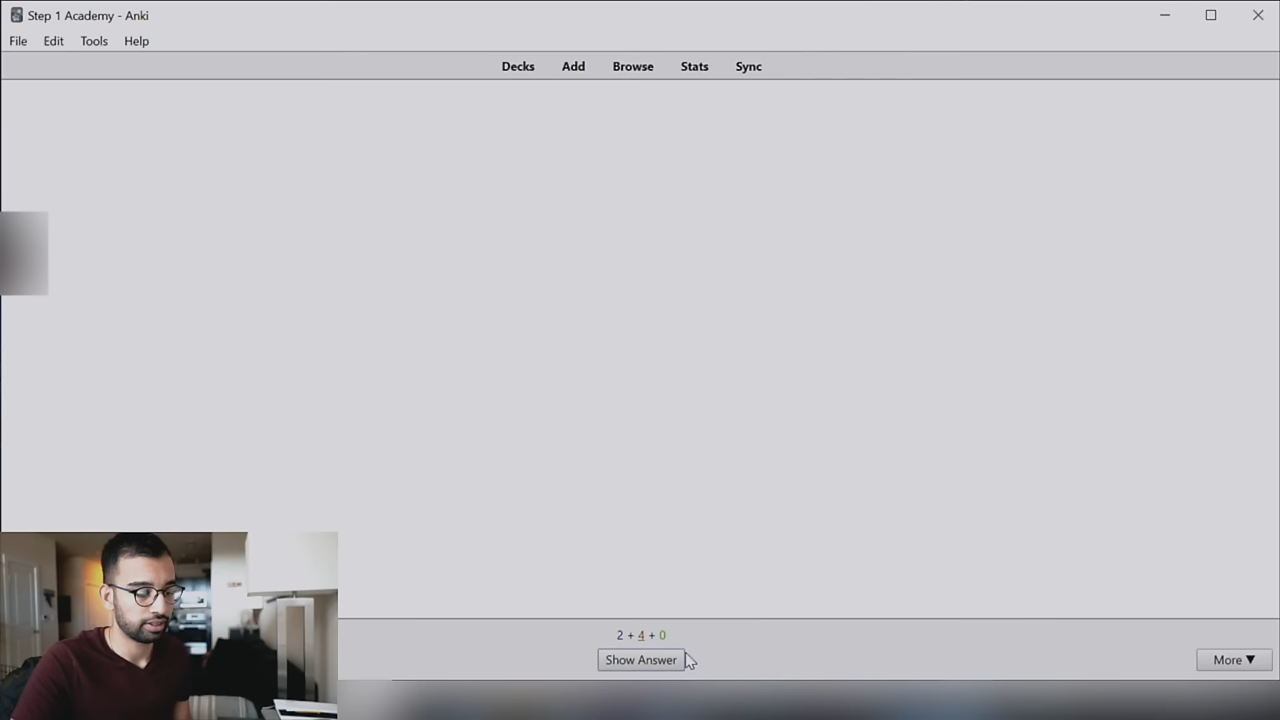 Step 1 Academy - Anki
File Edit Tools Help
Decks Add Browse Stats Sync
2 + 4 + 0
Show Answer
More ▼